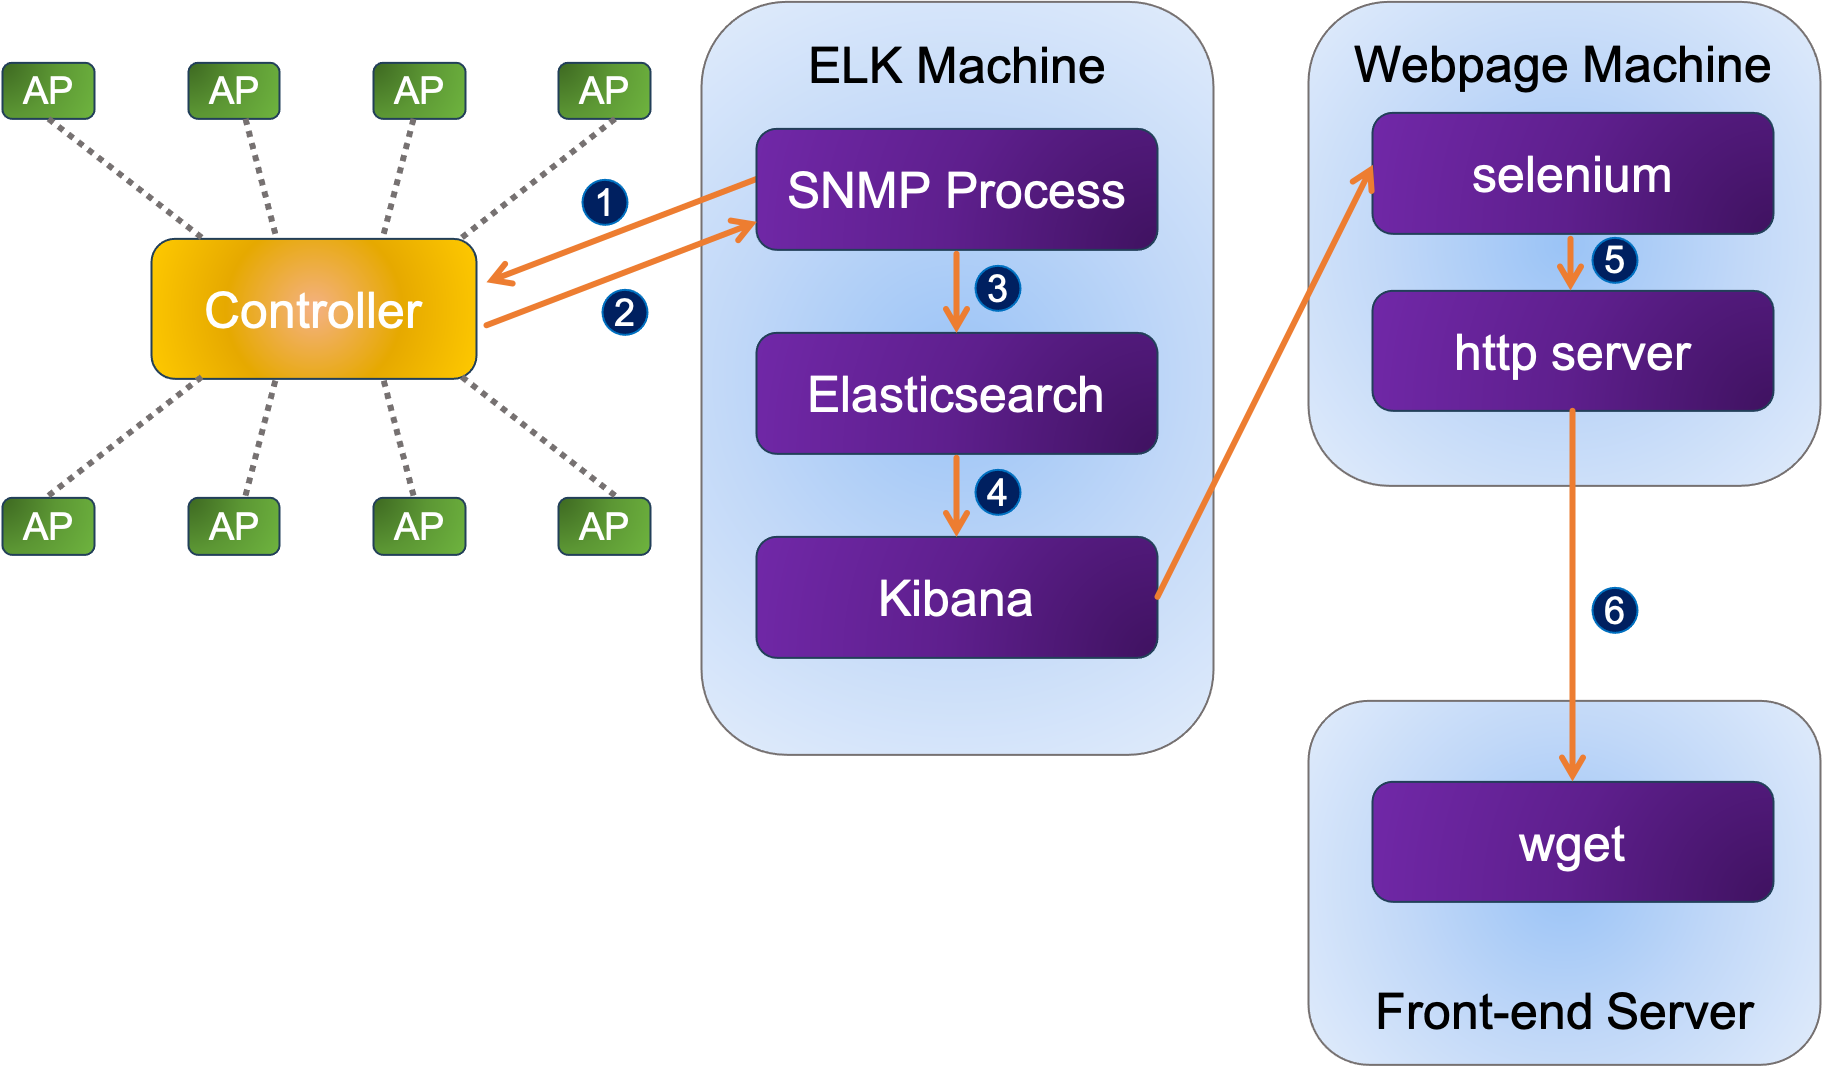 AP
AP
AP
AP
Controller
AP
AP
AP
AP
1
2
ELK Machine
SNMP Process
3
Elasticsearch
4
Kibana
Webpage Machine
selenium
5
http server
6
wget
Front-end Server